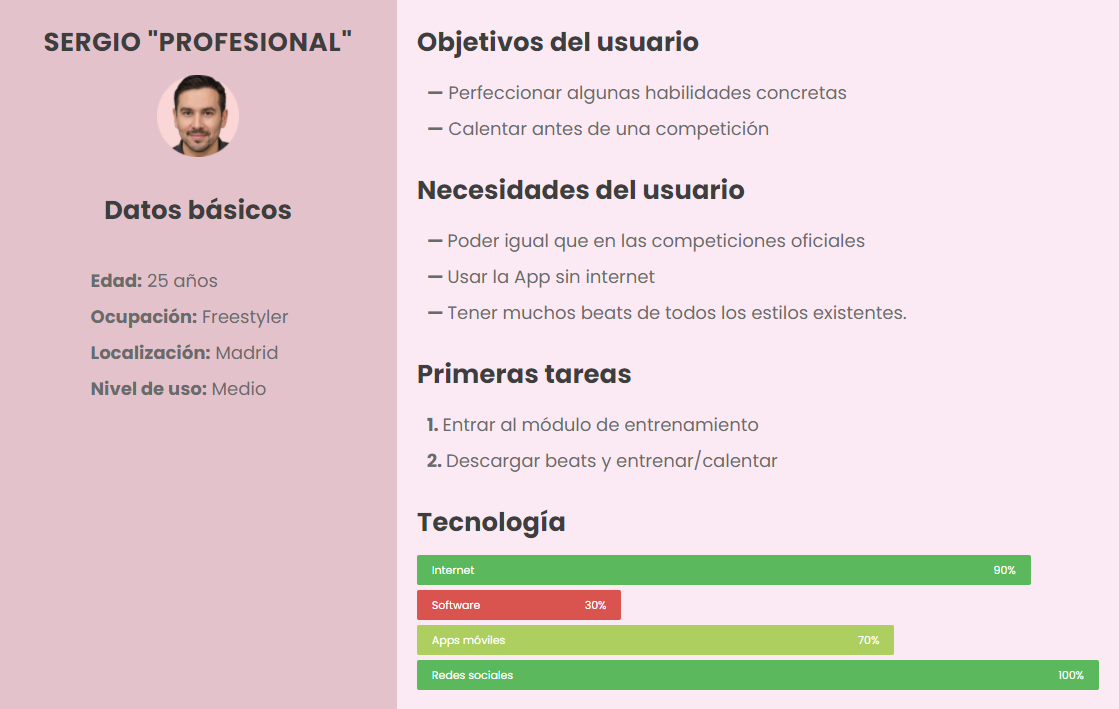 SERGIO "PROFESIONAL"
Datos básicos
Edad: 25 años
Ocupación: Freestyler
Localización: Madrid
Nivel de uso: Medio
Objetivos del usuario
— Perfeccionar algunas habilidades concretas
— Calentar antes de una competición
Necesidades del usuario
— Poder igual que en las competiciones oficiales
— Usar la App sin internet
— Tener muchos beats de todos los estilos existentes.
Primeras tareas
1. Entrar al módulo de entrenamiento
2. Descargar beats y entrenar/calentar
Tecnología
Internet 90%
Software 30%
Apps móviles 70%
Redes sociales 100%